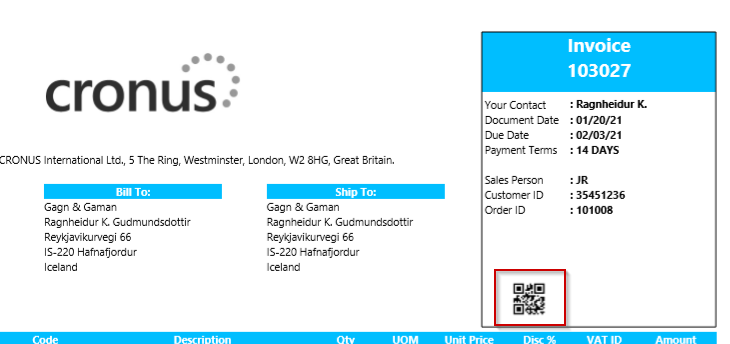 Invoice
103027
cronus
Your Contact : Ragnheidur K.
Document Date : 01/20/21
Due Date : 02/03/21
Payment Terms : 14 DAYS
CRONUS International Ltd., 5 The Ring, Westminster, London, W2 8HG, Great Britain.
Sales Person : JR
Customer ID : 35451236
Order ID : 101008
Bill To:
Gagn & Gaman
Ragnheidur K. Gudmundsdottir
Reykjavikurvegi 66
IS-220 Hafnafjordur
Iceland
Ship To:
Gagn & Gaman
Ragnheidur K. Gudmundsdottir
Reykjavikurvegi 66
IS-220 Hafnafjordur
Iceland
Code Description Qty UOM Unit Price Disc % VAT ID Amount